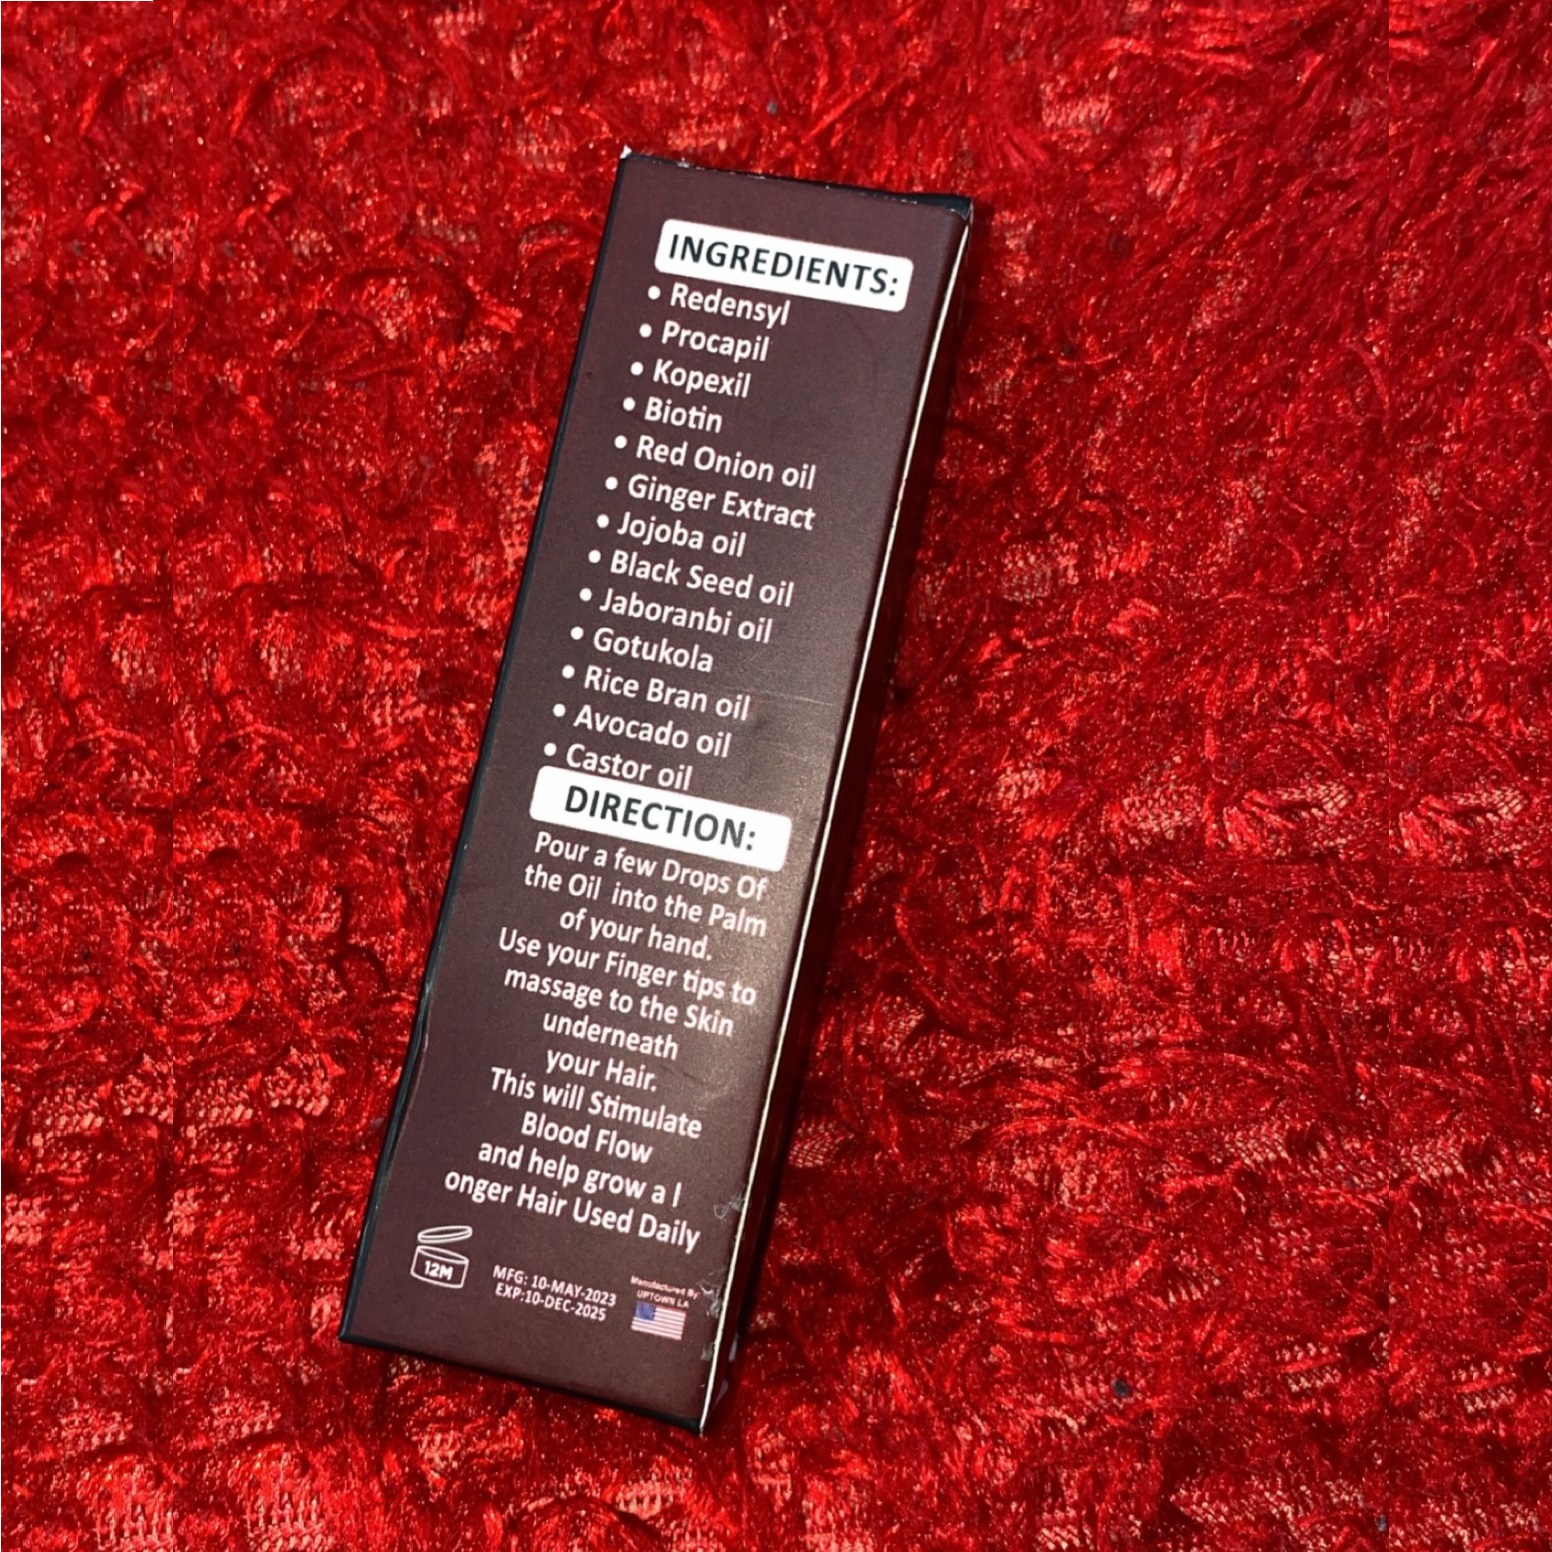 INGREDIENTS:
• Redensyl
• Procapil
• Kopexil
• Biotin
• Red Onion oil
• Ginger Extract
• Jojoba oil
• Black Seed oil
• Jaboranbi oil
• Gotukola
• Rice Bran oil
• Avocado oil
• Castor oil
DIRECTION:
Pour a few Drops Of
the Oil into the Palm
of your hand.
Use your Finger tips to
massage to the Skin
underneath
your Hair.
This will Stimulate
Blood Flow
and help grow a l
onger Hair Used Daily
12M
MFG: 10-MAY-2023
EXP:10-DEC-2025
Manufactured By
UPTOWN LA